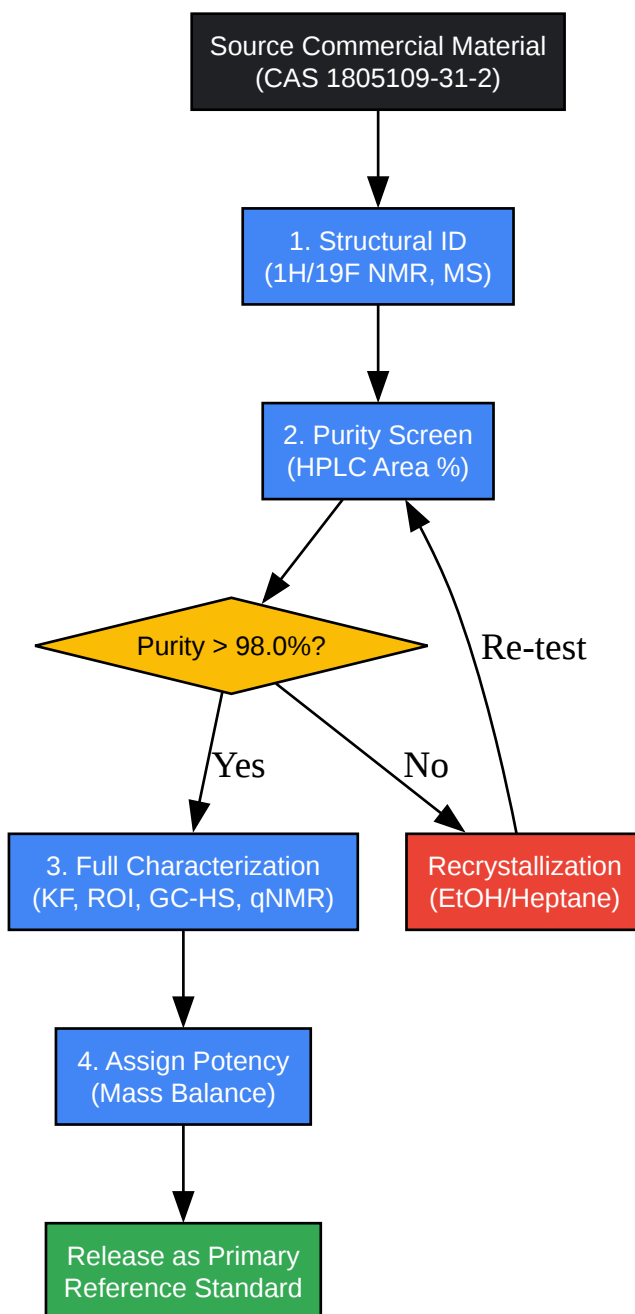 Source Commercial Material
(CAS 1805109-31-2)
1. Structural ID
(1H/19F NMR, MS)
2. Purity Screen
(HPLC Area %)
Purity > 98.0%?
Re-test
Yes
No
3. Full Characterization
(KF, ROI, GC-HS, qNMR)
Recrystallization
(EtOH/Heptane)
4. Assign Potency
(Mass Balance)
Release as Primary
Reference Standard